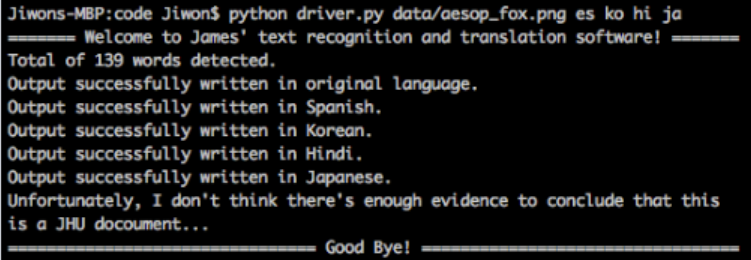 Jiwons-MBP:code Jiwon$ python driver.py data/aesop_fox.png es ko hi ja
======= Welcome to James' text recognition and translation software! =======
Total of 139 words detected.
Output successfully written in original language.
Output successfully written in Spanish.
Output successfully written in Korean.
Output successfully written in Hindi.
Output successfully written in Japanese.
Unfortunately, I don't think there's enough evidence to conclude that this
is a JHU docoument...
================================ Good Bye! =================================